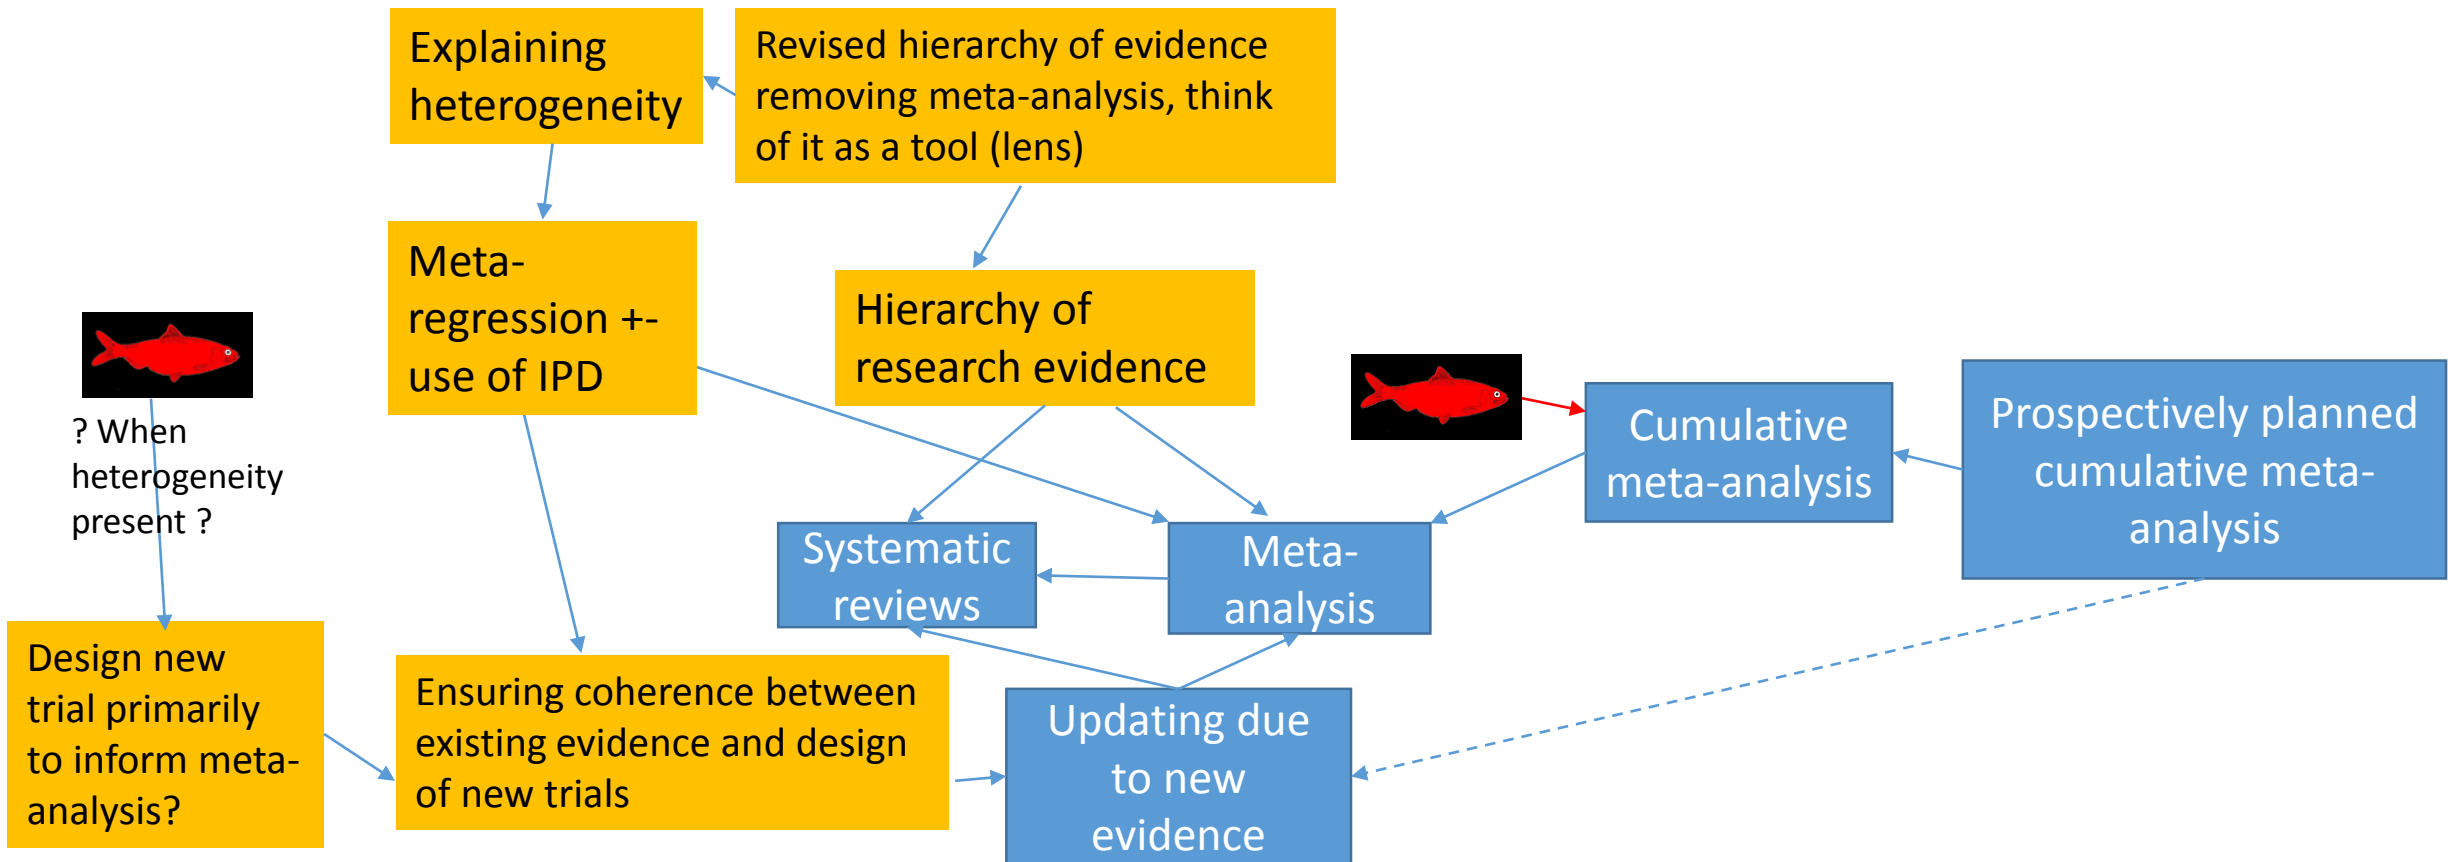 Explaining
heterogeneity
Revised hierarchy of evidence
removing meta-analysis, think
of it as a tool (lens)
Meta-
regression +-
use of IPD
Hierarchy of
research evidence
? When
heterogeneity
present ?
Cumulative
meta-analysis
Prospectively planned
cumulative meta-
analysis
Systematic
reviews
Meta-
analysis
Design new
trial primarily
to inform meta-
analysis?
Ensuring coherence between
existing evidence and design
of new trials
Updating due
to new
evidence